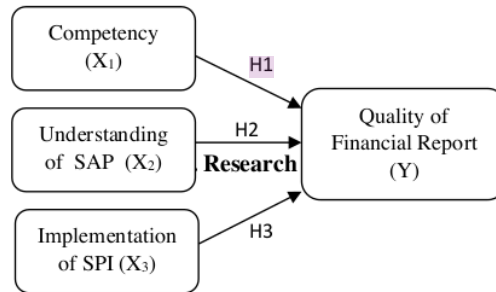 Competency
(X₁)
H1
Understanding
of SAP (X₂)
H2
. Research
Quality of
Financial Report
(Y)
Implementation
of SPI (X₃)
H3